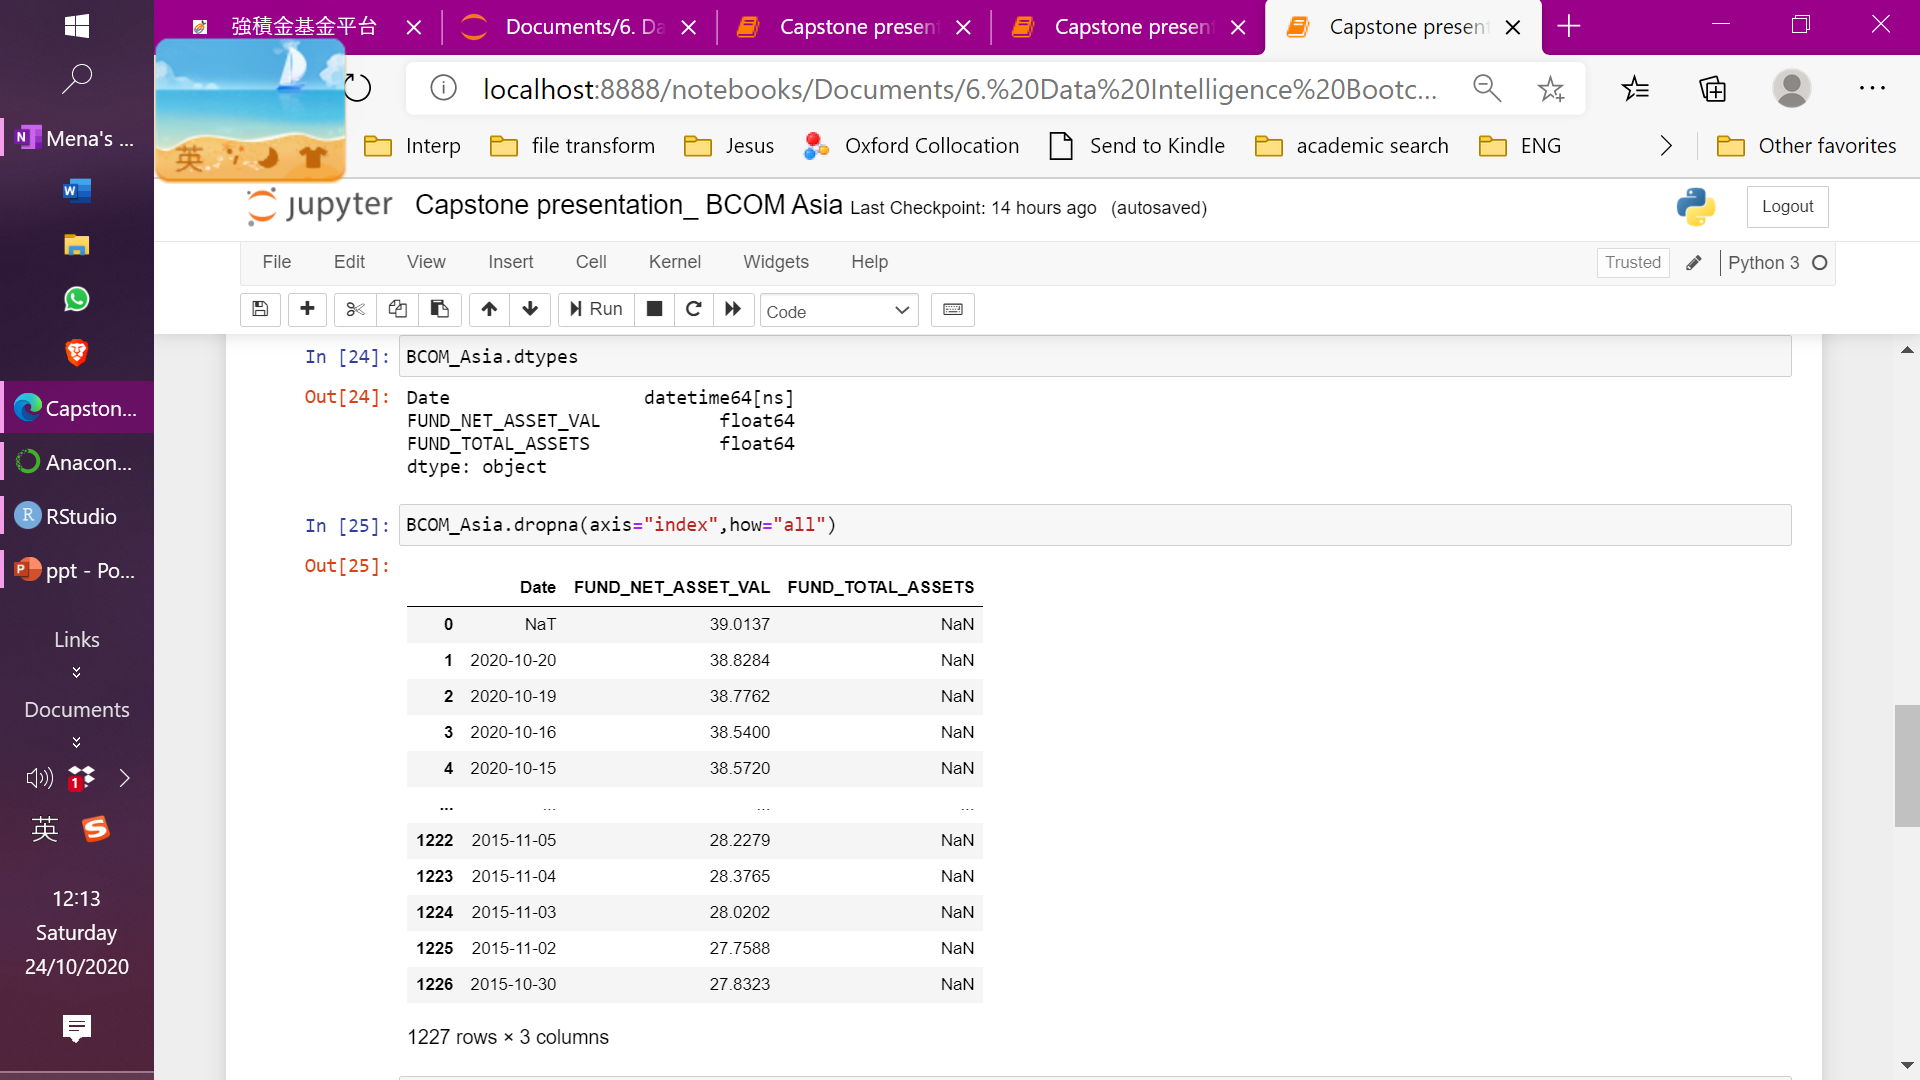 強積金基金平台
Documents/6. Da
Capstone presen
Capstone presen
Capstone presen
localhost:8888/notebooks/Documents/6.%20Data%20Intelligence%20Bootc...
Interp
file transform
Jesus
Oxford Collocation
Send to Kindle
academic search
ENG
Other favorites
英
jupyter
Capstone presentation_ BCOM Asia Last Checkpoint: 14 hours ago (autosaved)
Logout
File Edit View Insert Cell Kernel Widgets Help
Trusted
Python 3
Run
Code
In [24]: BCOM_Asia.dtypes
Out[24]: Date datetime64[ns]
FUND_NET_ASSET_VAL float64
FUND_TOTAL_ASSETS float64
dtype: object
In [25]: BCOM_Asia.dropna(axis="index",how="all")
Out[25]:
Date FUND_NET_ASSET_VAL FUND_TOTAL_ASSETS
0 NaT 39.0137 NaN
1 2020-10-20 38.8284 NaN
2 2020-10-19 38.7762 NaN
3 2020-10-16 38.5400 NaN
4 2020-10-15 38.5720 NaN
... ... ... ...
1222 2015-11-05 28.2279 NaN
1223 2015-11-04 28.3765 NaN
1224 2015-11-03 28.0202 NaN
1225 2015-11-02 27.7588 NaN
1226 2015-10-30 27.8323 NaN
1227 rows × 3 columns
N Mena's ...
W
Capston...
Anacon...
R RStudio
P ppt - Po...
Links
Documents
1
英 S
12:13
Saturday
24/10/2020